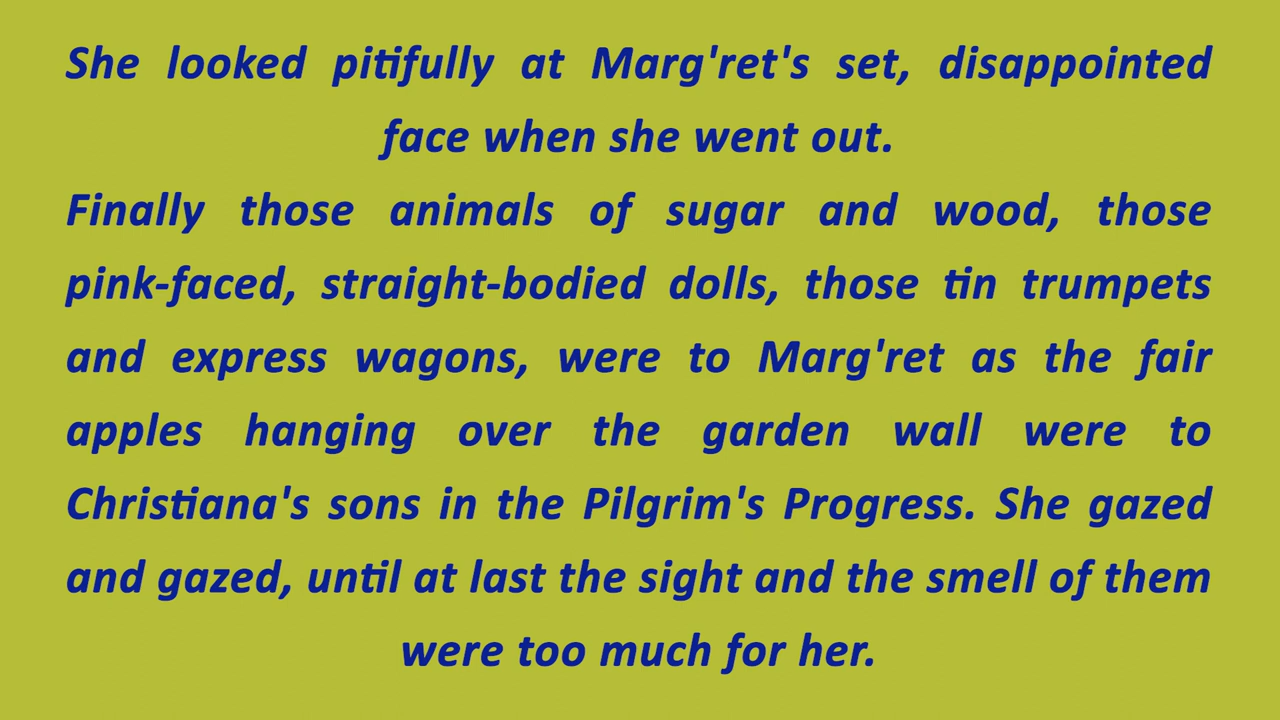 She looked pitifully at Marg'ret's set, disappointed
face when she went out.
Finally those animals of sugar and wood, those
pink-faced, straight-bodied dolls, those tin trumpets
and express wagons, were to Marg'ret as the fair
apples hanging over the garden wall were to
Christiana's sons in the Pilgrim's Progress. She gazed
and gazed, until at last the sight and the smell of them
were too much for her.